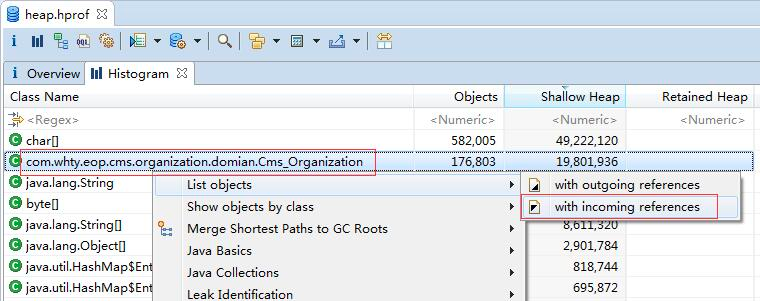 heap.hprof
i Overview Histogram
Class Name Objects Shallow Heap Retained Heap
<Regex> <Numeric> <Numeric> <Numeric>
char[] 582,005 49,222,120
com.whty.eop.cms.organization.domian.Cms_Organization 176,803 19,801,936
java.lang.String List objects with outgoing references
byte[] Show objects by class with incoming references
java.lang.String[] Merge Shortest Paths to GC Roots 8,611,320
java.lang.Object[] Java Basics 2,901,784
java.util.HashMap$Ent Java Collections 818,744
java.util.HashMap$Ent Leak Identification 695,872